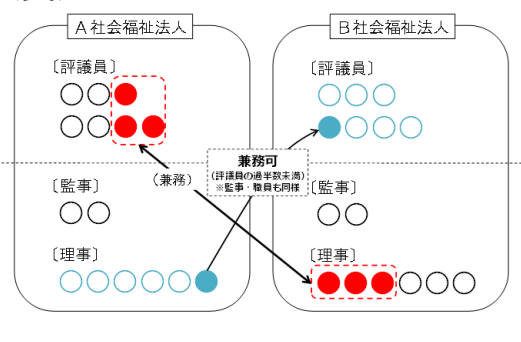 A社会福祉法人
B社会福祉法人
〔評議員〕
〔評議員〕
兼務可
(評議員の過半数未満)
※監事・職員も同様
(兼務)
〔監事〕
〔監事〕
〔理事〕
〔理事〕